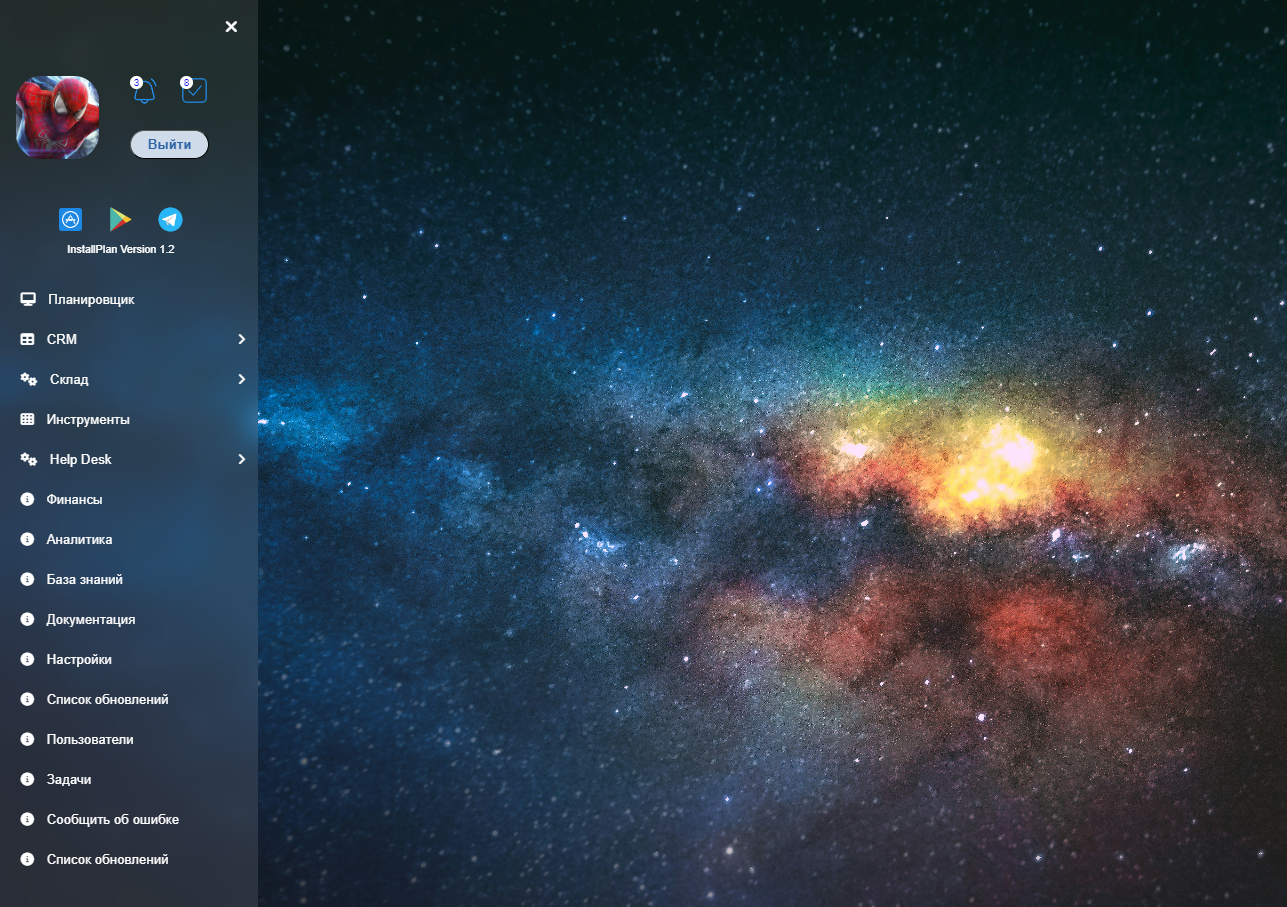 3
8
Выйти
InstallPlan Version 1.2
Планировщик
CRM
Склад
Инструменты
Help Desk
Финансы
Аналитика
База знаний
Документация
Настройки
Список обновлений
Пользователи
Задачи
Сообщить об ошибке
Список обновлений